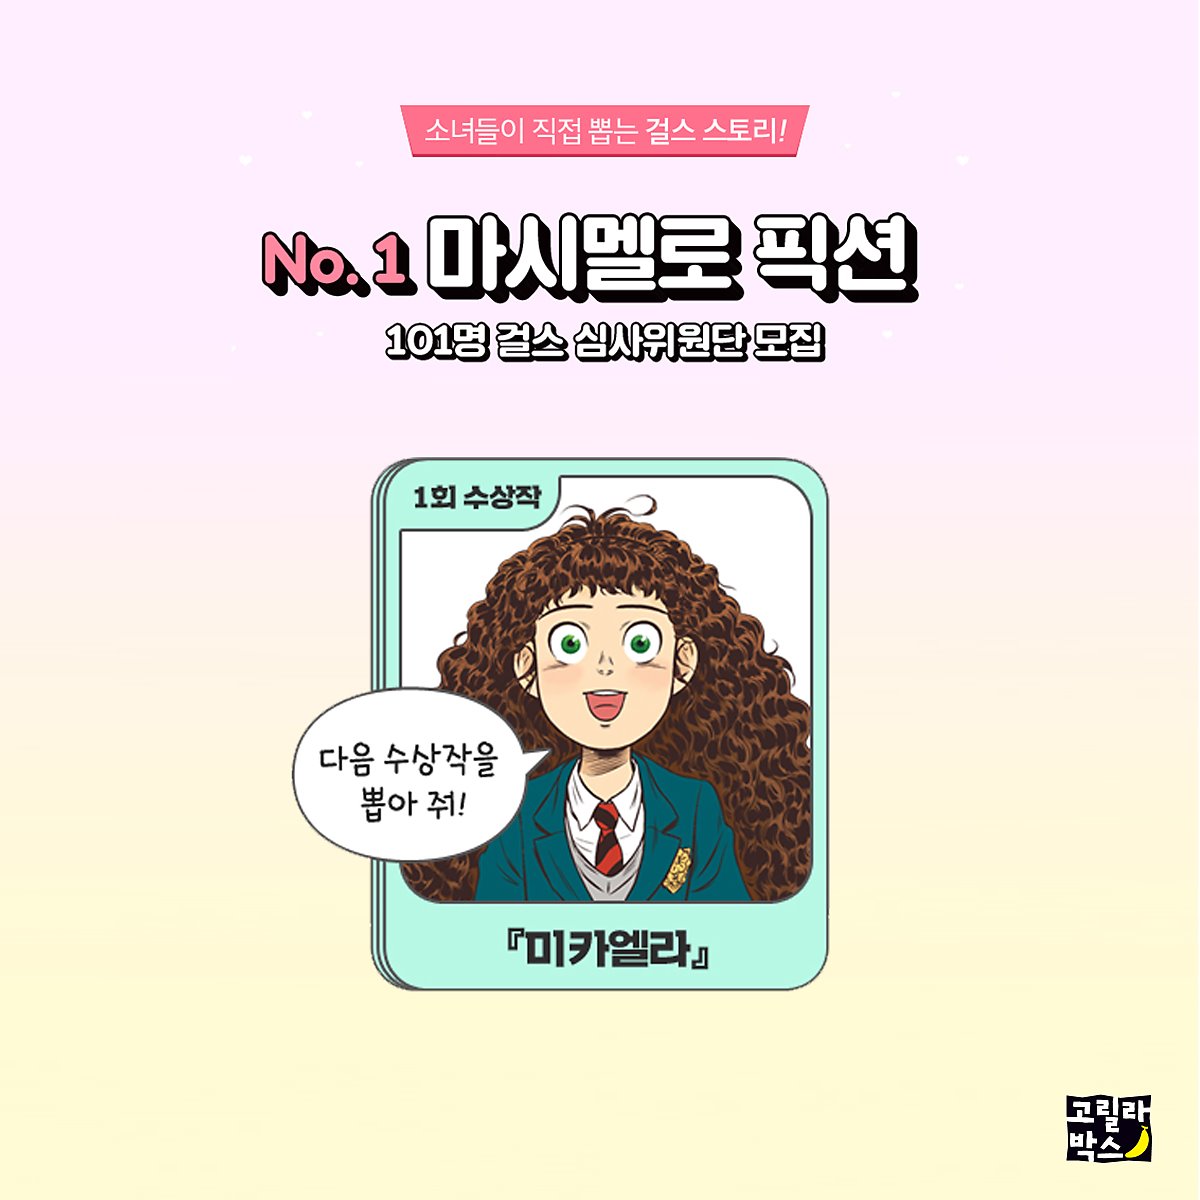 소녀들이 직접 뽑는 걸스 스토리!
No. 1 마시멜로 픽션
101명 걸스 심사위원단 모집
1회 수상작
다음 수상작을
뽑아 줘!
『미카엘라』
고릴라
박스